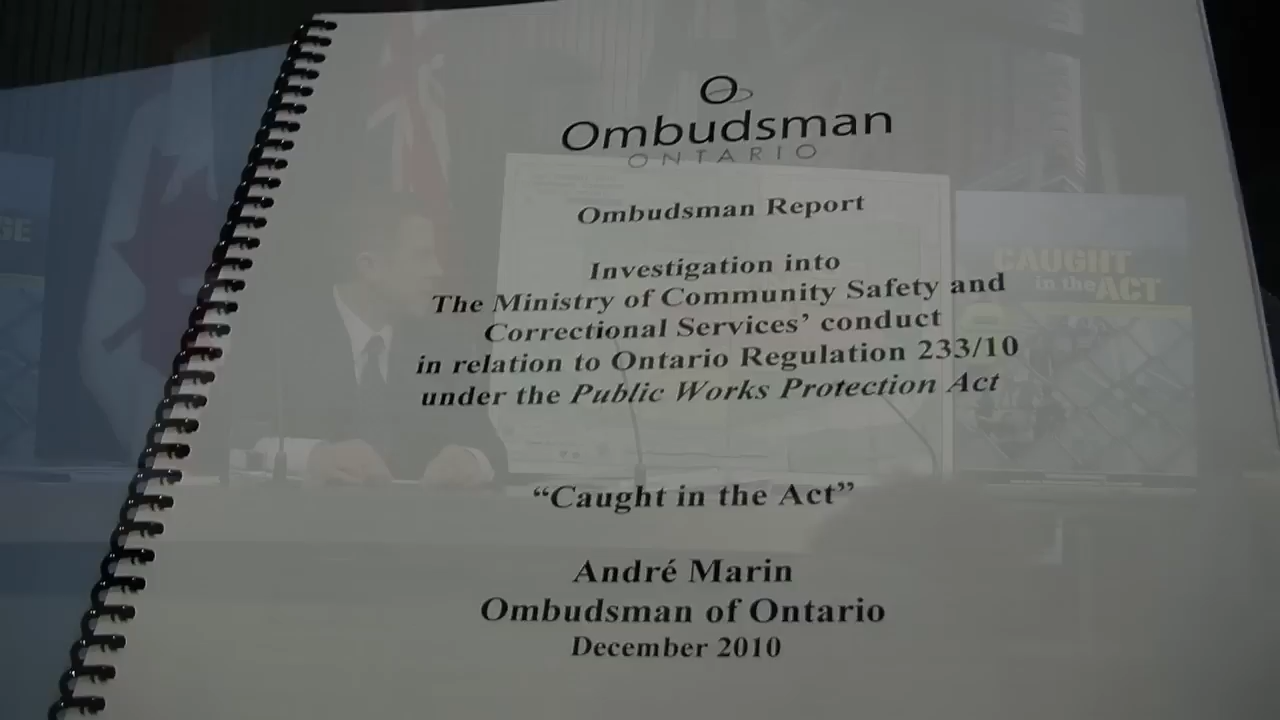 Ombudsman
ONTARIO
Ombudsman Report
Investigation into
The Ministry of Community Safety and
Correctional Services’ conduct
in relation to Ontario Regulation 233/10
under the Public Works Protection Act
“Caught in the Act”
André Marin
Ombudsman of Ontario
December 2010
CAUGHT
in the ACT